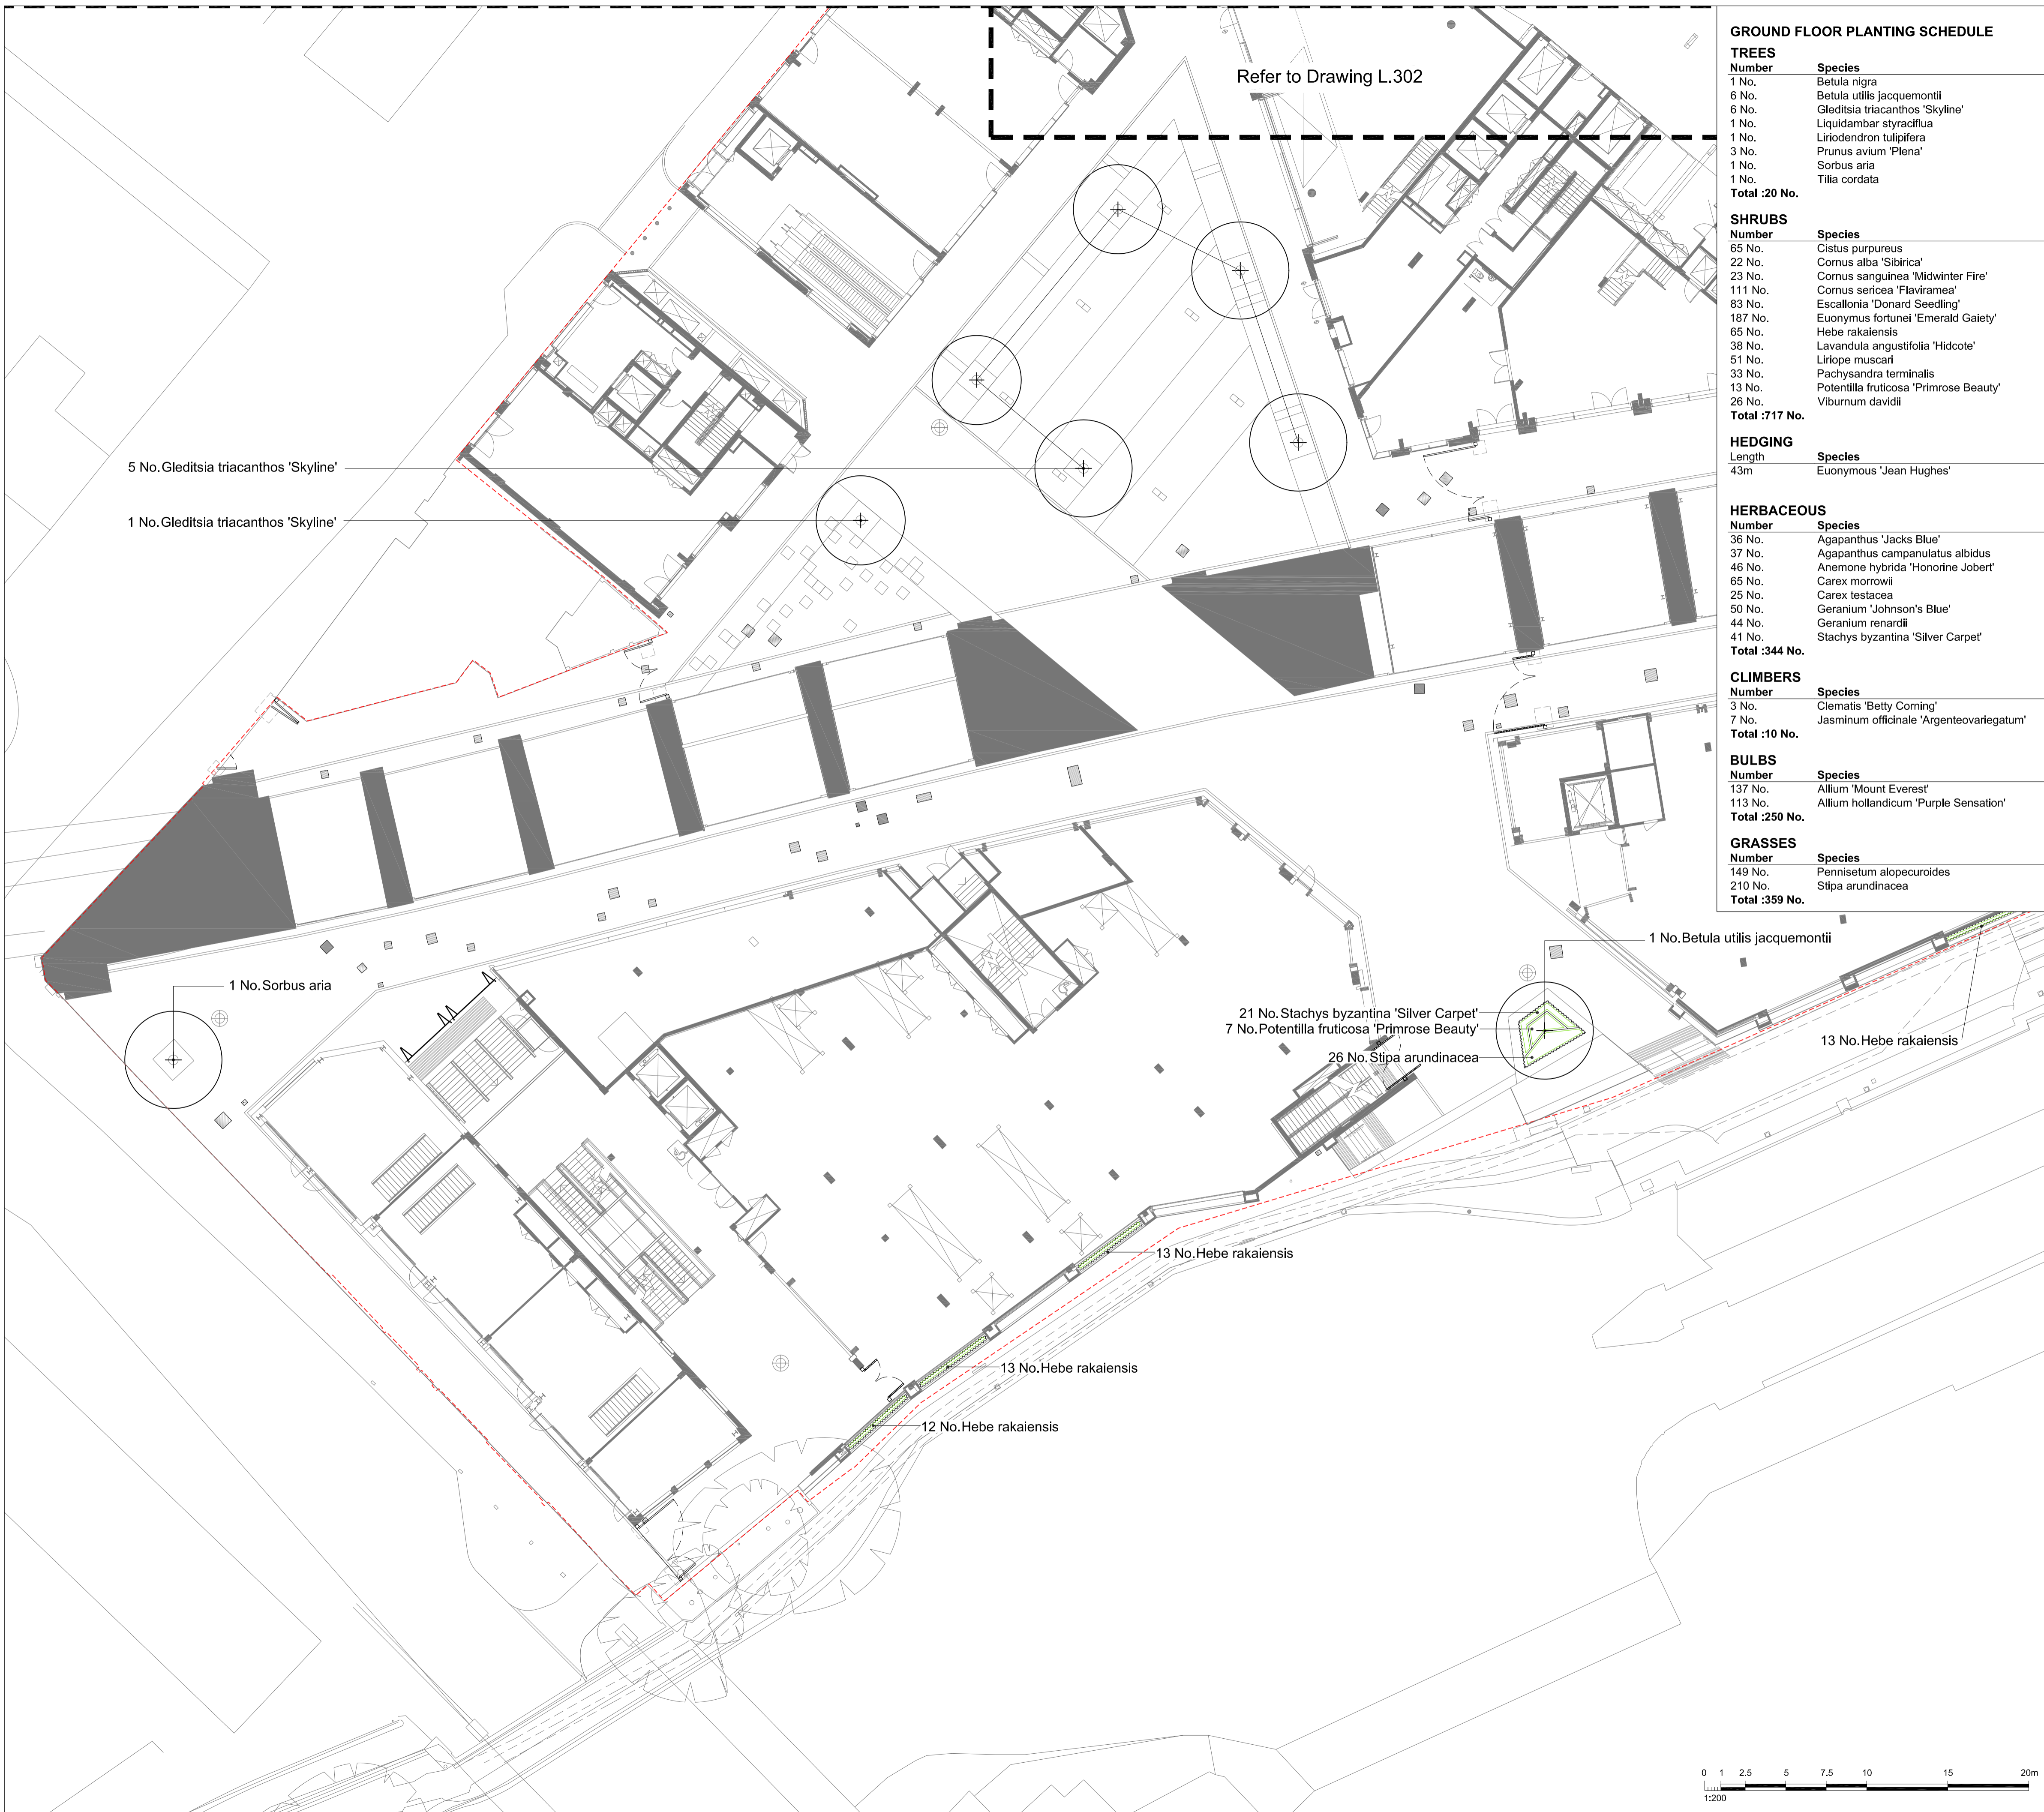 Refer to Drawing L.302
GROUND FLOOR PLANTING SCHEDULE
TREES
Number Species
1 No. Betula nigra
6 No. Betula utilis jacquemontii
6 No. Gleditsia triacanthos 'Skyline'
1 No. Liquidambar styraciflua
1 No. Liriodendron tulipifera
3 No. Prunus avium 'Plena'
1 No. Sorbus aria
1 No. Tilia cordata
Total :20 No.
SHRUBS
Number Species
65 No. Cistus purpureus
22 No. Cornus alba 'Sibirica'
23 No. Cornus sanguinea 'Midwinter Fire'
111 No. Cornus sericea 'Flaviramea'
83 No. Escallonia 'Donard Seedling'
187 No. Euonymus fortunei 'Emerald Gaiety'
65 No. Hebe rakaiensis
38 No. Lavandula angustifolia 'Hidcote'
51 No. Liriope muscari
33 No. Pachysandra terminalis
13 No. Potentilla fruticosa 'Primrose Beauty'
26 No. Viburnum davidii
Total :717 No.
HEDGING
Length Species
43m Euonymous 'Jean Hughes'
HERBACEOUS
Number Species
36 No. Agapanthus 'Jacks Blue'
37 No. Agapanthus campanulatus albidus
46 No. Anemone hybrida 'Honorine Jobert'
65 No. Carex morrowii
25 No. Carex testacea
50 No. Geranium 'Johnson's Blue'
44 No. Geranium renardii
41 No. Stachys byzantina 'Silver Carpet'
Total :344 No.
CLIMBERS
Number Species
3 No. Clematis 'Betty Corning'
7 No. Jasminum officinale 'Argenteovariegatum'
Total :10 No.
BULBS
Number Species
137 No. Allium 'Mount Everest'
113 No. Allium hollandicum 'Purple Sensation'
Total :250 No.
GRASSES
Number Species
149 No. Pennisetum alopecuroides
210 No. Stipa arundinacea
Total :359 No.
5 No.Gleditsia triacanthos 'Skyline'
1 No.Gleditsia triacanthos 'Skyline'
1 No.Betula utilis jacquemontii
1 No.Sorbus aria
21 No.Stachys byzantina 'Silver Carpet'
7 No.Potentilla fruticosa 'Primrose Beauty'
26 No.Stipa arundinacea
13 No.Hebe rakaiensis
13 No.Hebe rakaiensis
13 No.Hebe rakaiensis
12 No.Hebe rakaiensis
0 1 2.5 5 7.5 10 15 20m
1:200